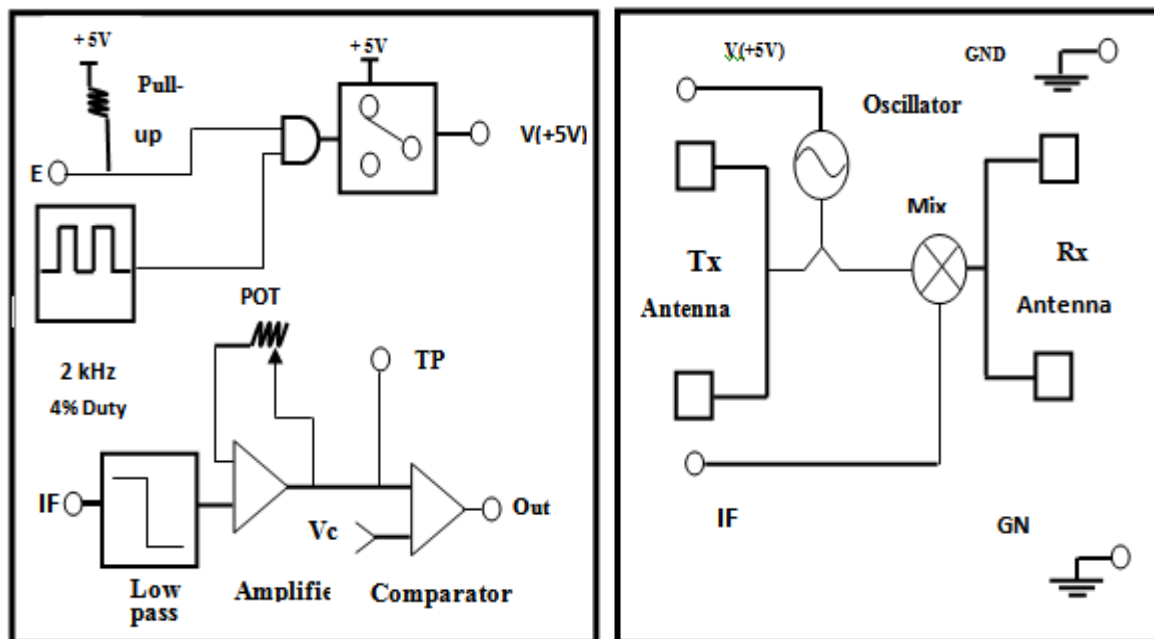 + 5V
Pull-
up
E
+ 5V
V(+5V)
2 kHz
4% Duty
POT
TP
IF
Vc
Out
Low
pass
Amplifie
Comparator
V(+5V)
GND
Oscillator
Mix
Tx
Antenna
Rx
Antenna
IF
GN